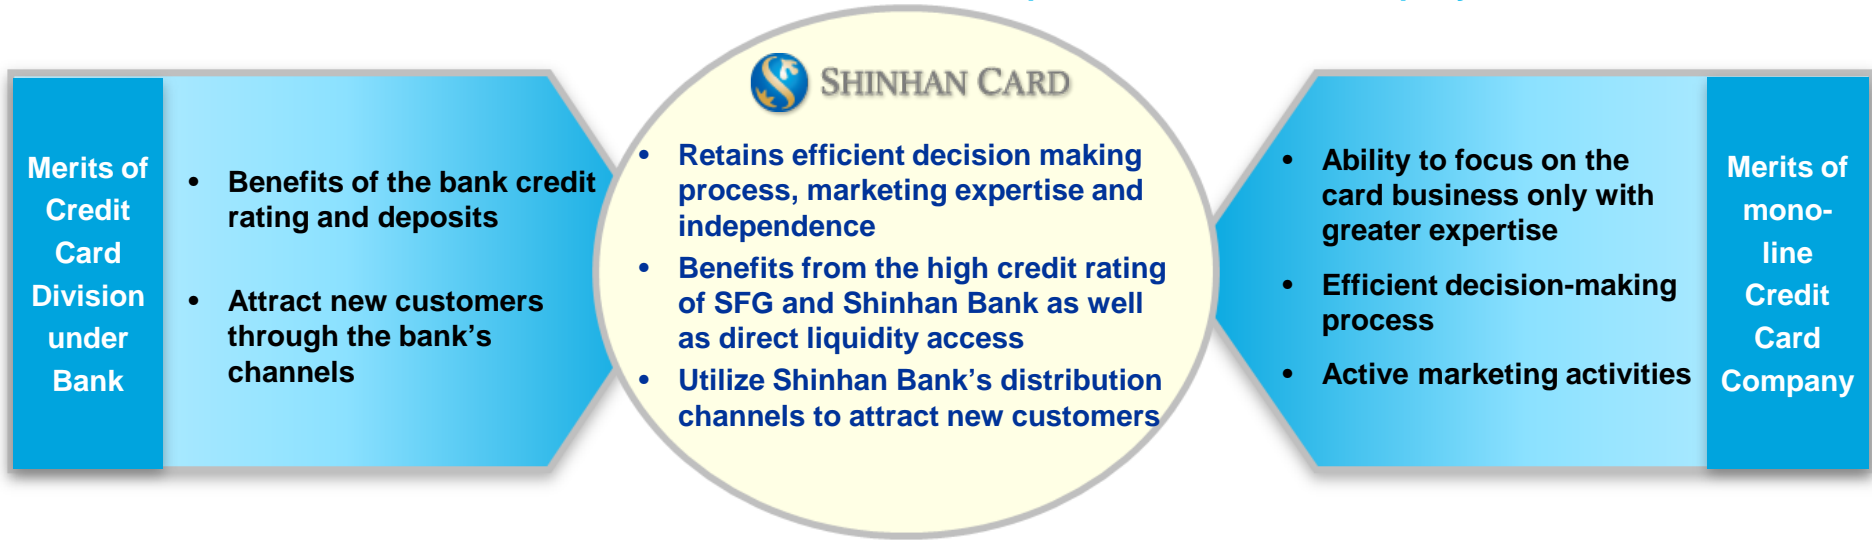 SHINHAN CARD
Merits of
Credit
Card
Division
under
Bank
• Benefits of the bank credit
rating and deposits
• Attract new customers
through the bank's
channels
• Retains efficient decision making
process, marketing expertise and
independence
• Benefits from the high credit rating
of SFG and Shinhan Bank as well
as direct liquidity access
• Utilize Shinhan Bank's distribution
channels to attract new customers
• Ability to focus on the
card business only with
greater expertise
• Efficient decision-making
process
• Active marketing activities
Merits of
mono-
line
Credit
Card
Company